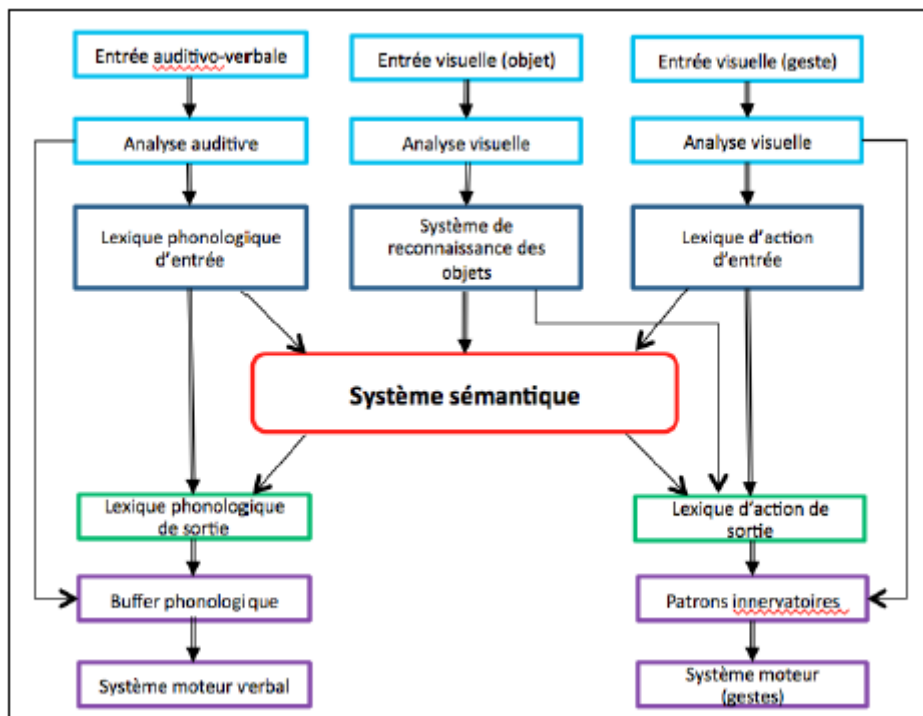 Entrée auditivo-verbale
Entrée visuelle (objet)
Entrée visuelle (geste)
Analyse auditive
Analyse visuelle
Analyse visuelle
Lexique phonologique
d'entrée
Système de
reconnaissance des
objets
Lexique d'action
d'entrée
Système sémantique
Lexique phonologique
de sortie
Lexique d'action de
sortie
Buffer phonologique
Patrons innervatoires
Système moteur verbal
Système moteur
(gestes)